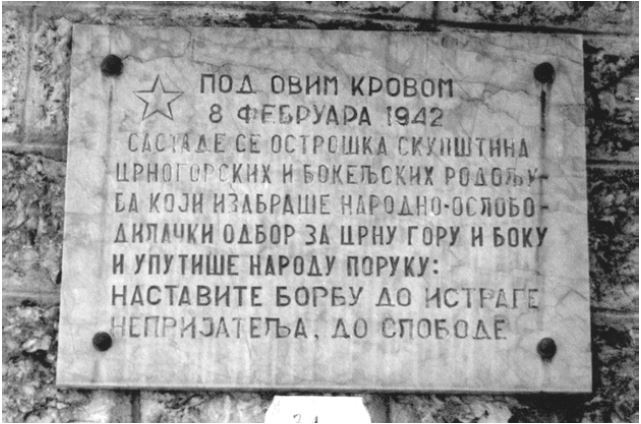 ПОД ОВИМ КРОВОМ
8 ФЕБРУАРА 1942
САСТАДЕ СЕ ОСТРОШКА СКУПШТИНА
ЦРНОГОРСКИХ И БОКЕЉСКИХ РОДОЉУ-
БА КОЈИ ИЗАБРАШЕ НАРОДНО-ОСЛОБО-
ДИЛАЧКИ ОДБОР ЗА ЦРНУ ГОРУ И БОКУ
И УПУТИШЕ НАРОДУ ПОРУКУ:
НАСТАВИТЕ БОРБУ ДО ИСТРАГЕ
НЕПРИЈАТЕЉА, ДО СЛОБОДЕ